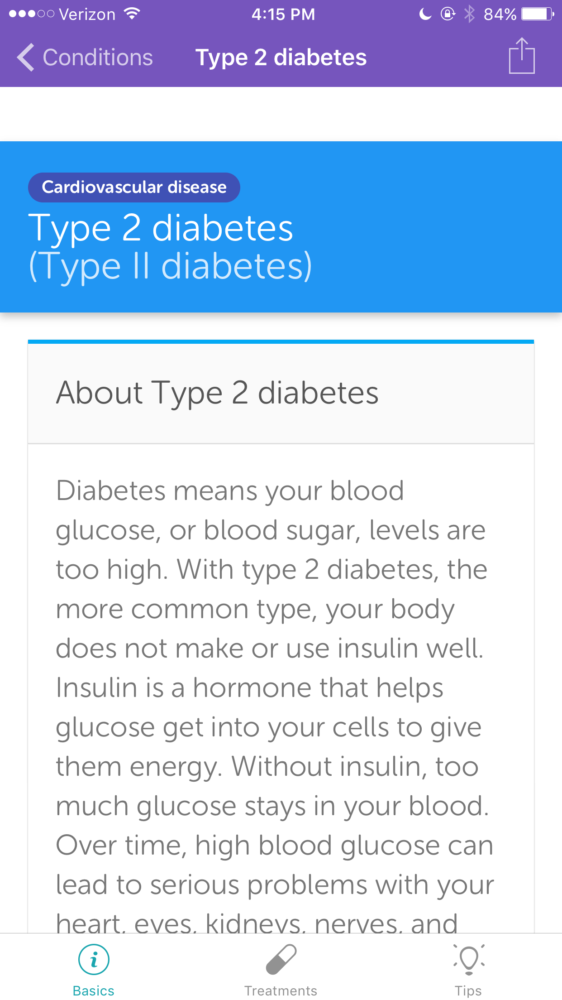 Verizon 4:15 PM 84%
Conditions Type 2 diabetes
Cardiovascular disease
Type 2 diabetes
(Type II diabetes)
About Type 2 diabetes
Diabetes means your blood
glucose, or blood sugar, levels are
too high. With type 2 diabetes, the
more common type, your body
does not make or use insulin well.
Insulin is a hormone that helps
glucose get into your cells to give
them energy. Without insulin, too
much glucose stays in your blood.
Over time, high blood glucose can
lead to serious problems with your
heart, eyes, kidneys, nerves, and
Basics Treatments Tips